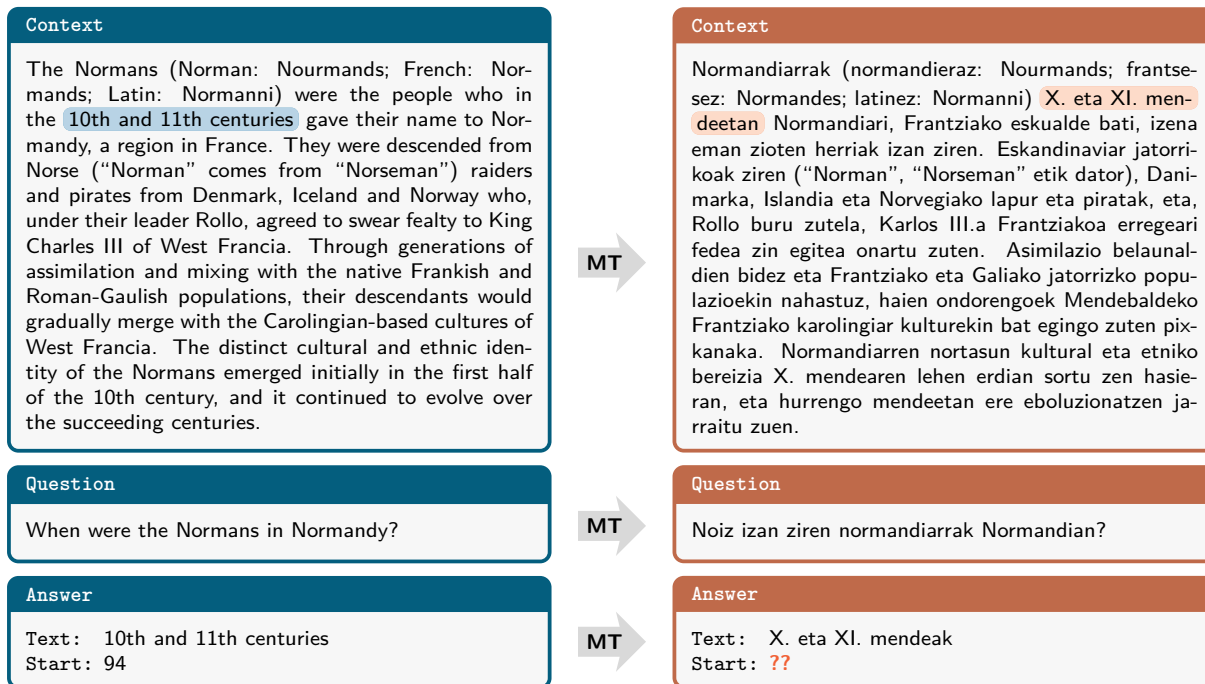 Context
The Normans (Norman: Nourmands; French: Nor-
mands; Latin: Normanni) were the people who in
the 10th and 11th centuries gave their name to Nor-
mandy, a region in France. They were descended from
Norse (“Norman” comes from “Norseman”) raiders
and pirates from Denmark, Iceland and Norway who,
under their leader Rollo, agreed to swear fealty to King
Charles III of West Francia. Through generations of
assimilation and mixing with the native Frankish and
Roman-Gaulish populations, their descendants would
gradually merge with the Carolingian-based cultures of
West Francia. The distinct cultural and ethnic iden-
tity of the Normans emerged initially in the first half
of the 10th century, and it continued to evolve over
the succeeding centuries.
MT
Context
Normandiarrak (normandieraz: Nourmands; frantse-
sez: Normandes; latinez: Normanni) X. eta XI. men-
deetan Normandiari, Frantziako eskualde bati, izena
eman zioten herriak izan ziren. Eskandinaviar jatorri-
koak ziren (“Norman”, “Norseman” etik dator), Dani-
marka, Islandia eta Norvegiako lapur eta piratak, eta,
Rollo buru zutela, Karlos III.a Frantziakoa erregeari
fedea zin egitea onartu zuten. Asimilazio belaunal-
dien bidez eta Frantziako eta Galiako jatorrizko popu-
lazioekin nahastuz, haien ondorengoek Mendebaldeko
Frantziako karolingiar kulturekin bat egingo zuten pix-
kanaka. Normandiarren nortasun kultural eta etniko
bereizia X. mendearen lehen erdian sortu zen hasie-
ran, eta hurrengo mendeetan ere eboluzionatzen ja-
rraitu zuen.
Question
When were the Normans in Normandy?
MT
Question
Noiz izan ziren normandiarrak Normandian?
Answer
Text: 10th and 11th centuries
Start: 94
MT
Answer
Text: X. eta XI. mendeak
Start: ??